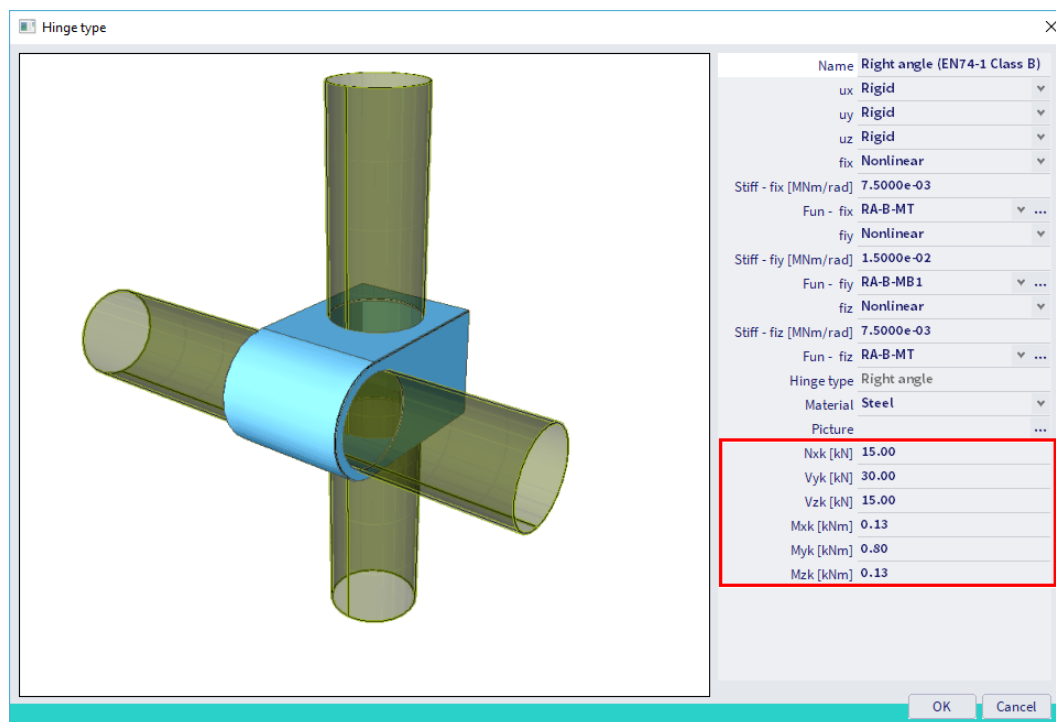 Hinge type
Name Right angle (EN74-1 Class B)
ux Rigid
uy Rigid
uz Rigid
fix Nonlinear
Stiff - fix [MNm/rad] 7.5000e-03
Fun - fix RA-B-MT ...
fiy Nonlinear
Stiff - fiy [MNm/rad] 1.5000e-02
Fun - fiy RA-B-MB1 ...
fiz Nonlinear
Stiff - fiz [MNm/rad] 7.5000e-03
Fun - fiz RA-B-MT ...
Hinge type Right angle
Material Steel
Picture ...
Nxk [kN] 15.00
Vyk [kN] 30.00
Vzk [kN] 15.00
Mxk [kNm] 0.13
Myk [kNm] 0.80
Mzk [kNm] 0.13
OK Cancel